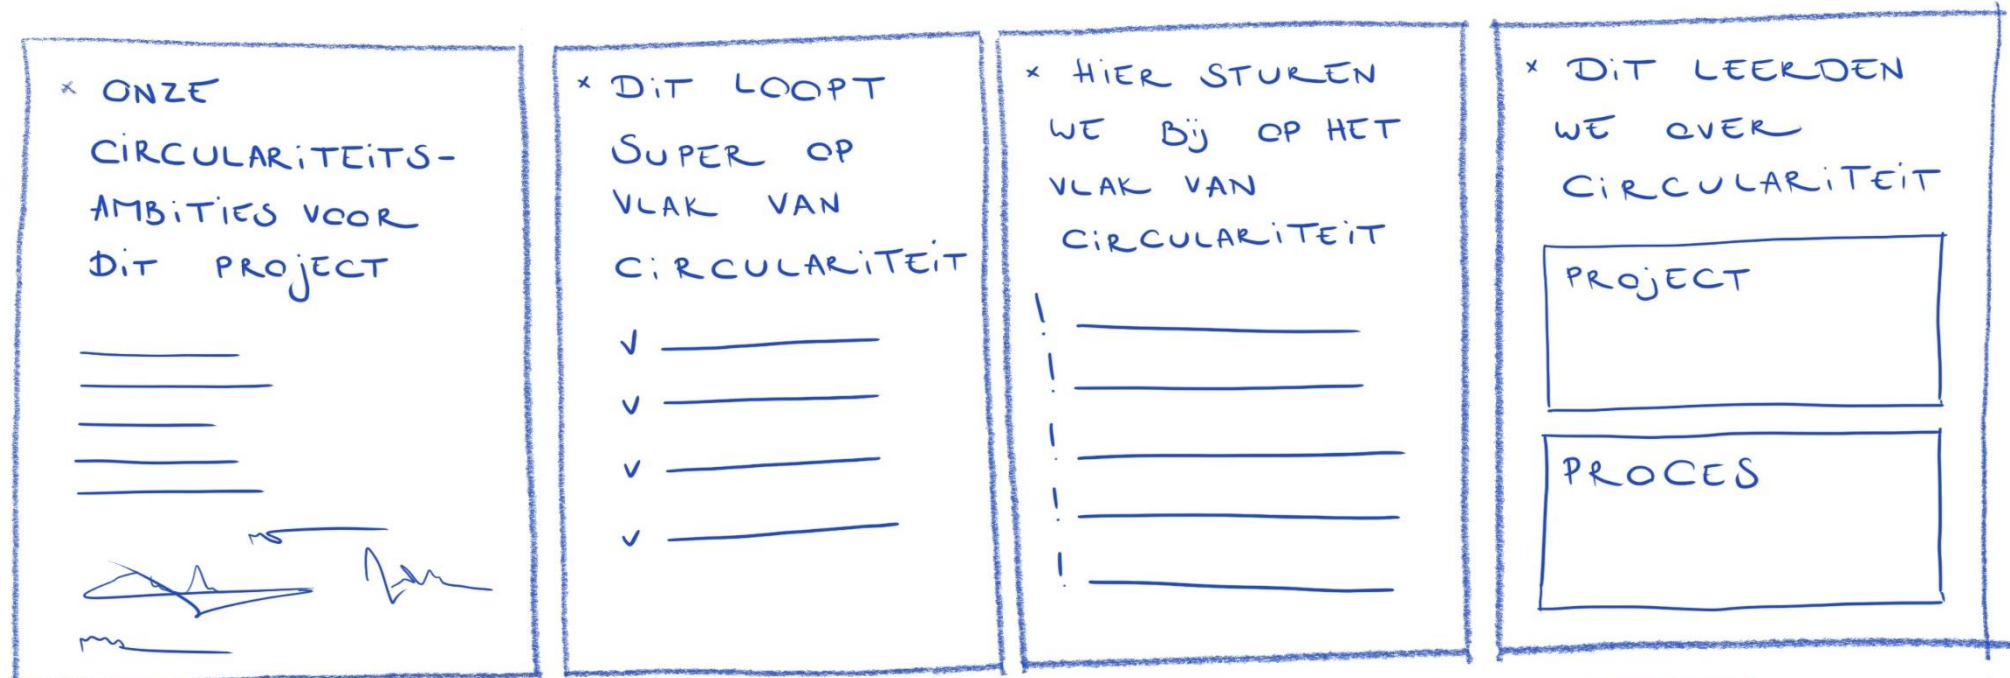 × ONZE
CIRCULARITEITS-
AMBITIES VOOR
DIT PROJECT
× DIT LOOPT
SUPER OP
VLAK VAN
CIRCULARITEIT
× HIER STUREN
WE BIJ OP HET
VLAK VAN
CIRCULARITEIT
!
!
!
!
!
× DIT LEERDEN
WE OVER
CIRCULARITEIT
PROJECT
PROCES